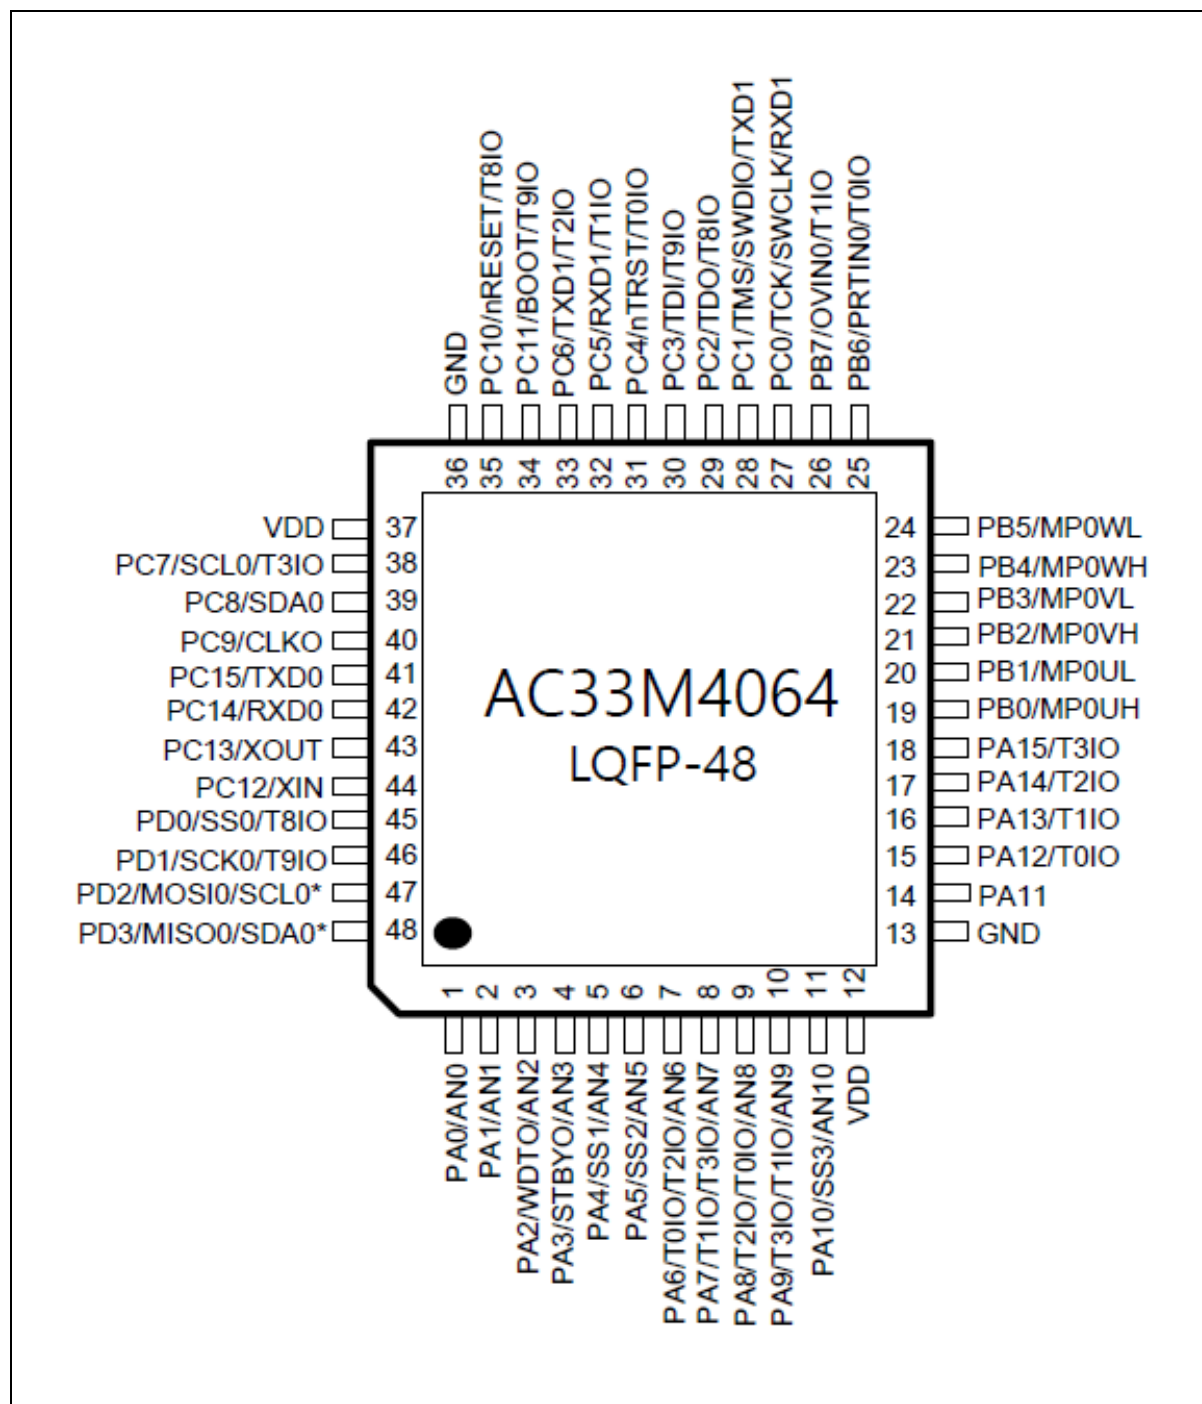 GND
PC10/nRESET/T8IO
PC11/BOOT/T9IO
PC6/TXD1/T2IO
PC5/RXD1/T1IO
PC4/nTRST/T0IO
PC3/TDI/T9IO
PC2/TDO/T8IO
PC1/TMS/SWDIO/TXD1
PC0/TCK/SWCLK/RXD1
PB7/OVIN0/T1IO
PB6/PRTIN0/T0IO
36
35
34
33
32
31
30
29
28
27
26
25
VDD 37
PC7/SCL0/T3IO 38
PC8/SDA0 39
PC9/CLKO 40
PC15/TXD0 41
PC14/RXD0 42
PC13/XOUT 43
PC12/XIN 44
PD0/SS0/T8IO 45
PD1/SCK0/T9IO 46
PD2/MOSI0/SCL0* 47
PD3/MISO0/SDA0* 48
AC33M4064
LQFP-48
24 PB5/MP0WL
23 PB4/MP0WH
22 PB3/MP0VL
21 PB2/MP0VH
20 PB1/MP0UL
19 PB0/MP0UH
18 PA15/T3IO
17 PA14/T2IO
16 PA13/T1IO
15 PA12/T0IO
14 PA11
13 GND
1
2
3
4
5
6
7
8
9
10
11
12
PA0/AN0
PA1/AN1
PA2/WDTO/AN2
PA3/STBYO/AN3
PA4/SS1/AN4
PA5/SS2/AN5
PA6/T0IO/T2IO/AN6
PA7/T1IO/T3IO/AN7
PA8/T2IO/T0IO/AN8
PA9/T3IO/T1IO/AN9
PA10/SS3/AN10
VDD